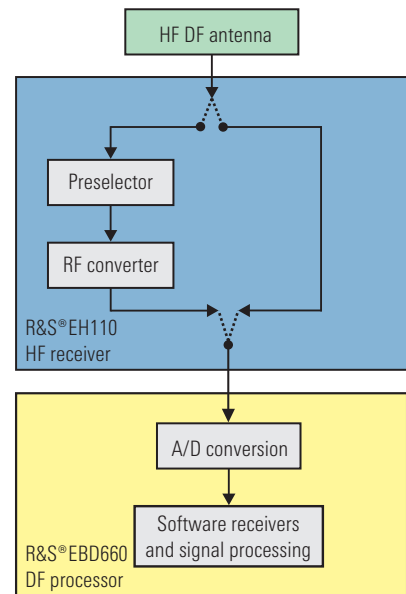 HF DF antenna
Preselector
RF converter
R&S®EH110
HF receiver
A/D conversion
Software receivers
and signal processing
R&S®EBD660
DF processor